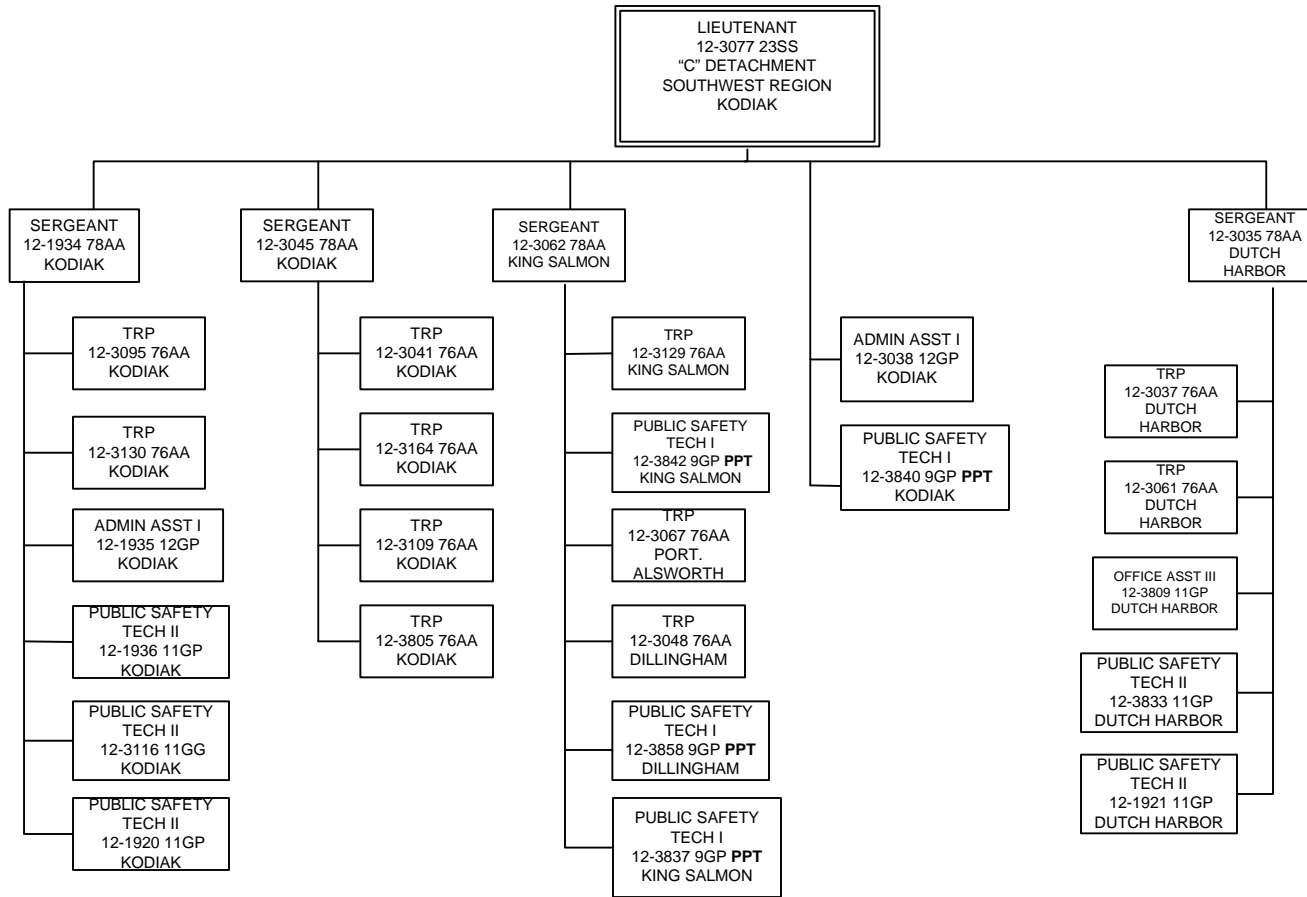 LIEUTENANT
12-3077 23SS
“C” DETACHMENT
SOUTHWEST REGION
KODIAK
SERGEANT
12-1934 78AA
KODIAK
SERGEANT
12-3045 78AA
KODIAK
SERGEANT
12-3062 78AA
KING SALMON
SERGEANT
12-3035 78AA
DUTCH
HARBOR
TRP
12-3095 76AA
KODIAK
TRP
12-3130 76AA
KODIAK
ADMIN ASST I
12-1935 12GP
KODIAK
PUBLIC SAFETY
TECH II
12-1936 11GP
KODIAK
PUBLIC SAFETY
TECH II
12-3116 11GG
KODIAK
PUBLIC SAFETY
TECH II
12-1920 11GP
KODIAK
TRP
12-3041 76AA
KODIAK
TRP
12-3164 76AA
KODIAK
TRP
12-3109 76AA
KODIAK
TRP
12-3805 76AA
KODIAK
TRP
12-3129 76AA
KING SALMON
PUBLIC SAFETY
TECH I
12-3842 9GP PPT
KING SALMON
TRP
12-3067 76AA
PORT.
ALSWORTH
TRP
12-3048 76AA
DILLINGHAM
PUBLIC SAFETY
TECH I
12-3858 9GP PPT
DILLINGHAM
PUBLIC SAFETY
TECH I
12-3837 9GP PPT
KING SALMON
ADMIN ASST I
12-3038 12GP
KODIAK
PUBLIC SAFETY
TECH I
12-3840 9GP PPT
KODIAK
TRP
12-3037 76AA
DUTCH
HARBOR
TRP
12-3061 76AA
DUTCH
HARBOR
OFFICE ASST III
12-3809 11GP
DUTCH HARBOR
PUBLIC SAFETY
TECH II
12-3833 11GP
DUTCH HARBOR
PUBLIC SAFETY
TECH II
12-1921 11GP
DUTCH HARBOR